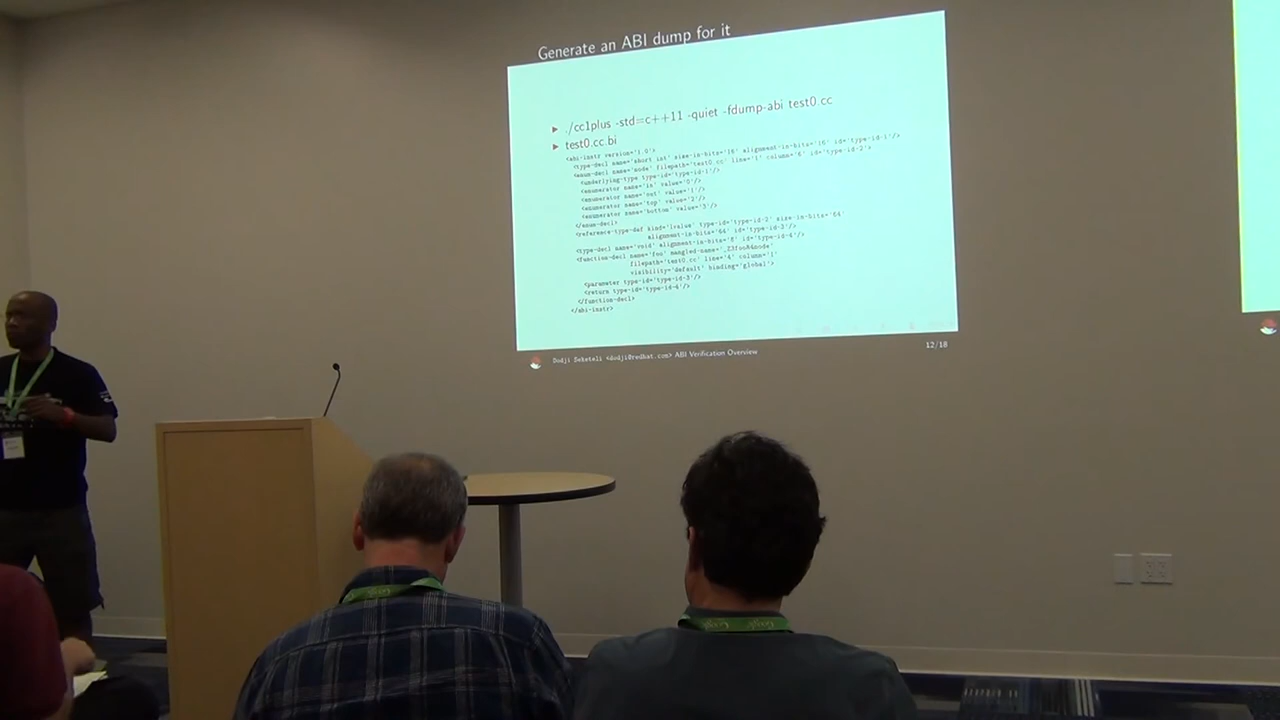 Generate an ABI dump for it
► ./cc1plus -std=c++11 -quiet -fdump-abi test0.cc
► test0.cc.bi
<abi-instr version='1.0'>
<type-decl name='short int' size-in-bits='16' alignment-in-bits='16' id='type-id-1'/>
<enum-decl name='mode' filepath='test0.cc' line='1' column='6' id='type-id-2'>
<underlying-type type-id='type-id-1'/>
<enumerator name='in' value='0'/>
<enumerator name='out' value='1'/>
<enumerator name='top' value='2'/>
<enumerator name='bottom' value='3'/>
</enum-decl>
<reference-type-def kind='lvalue' type-id='type-id-2' size-in-bits='64'
alignment-in-bits='64' id='type-id-3'/>
<type-decl name='void' alignment-in-bits='8' id='type-id-4'/>
<function-decl name='foo' mangled-name='_Z3fooR4mode'
filepath='test0.cc' line='4' column='1'
visibility='default' binding='global'>
<parameter type-id='type-id-3'/>
<return type-id='type-id-4'/>
</function-decl>
</abi-instr>
Dodji Seketeli <dodji@redhat.com> ABI Verification Overview
12/18
Google
Google